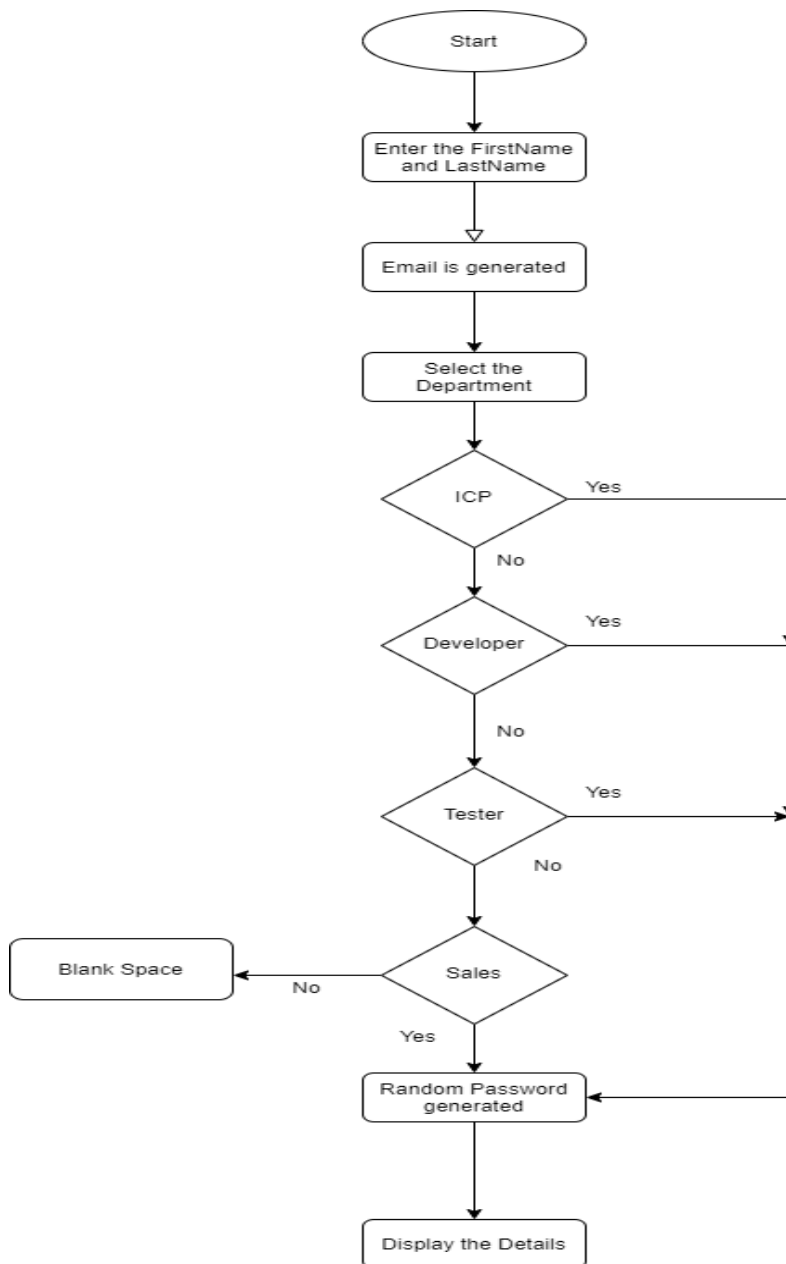 Start
Enter the FirstName
and LastName
Email is generated
Select the
Department
ICP
Yes
No
Developer
Yes
No
Tester
Yes
No
Blank Space
No
Sales
Yes
Random Password
generated
Display the Details